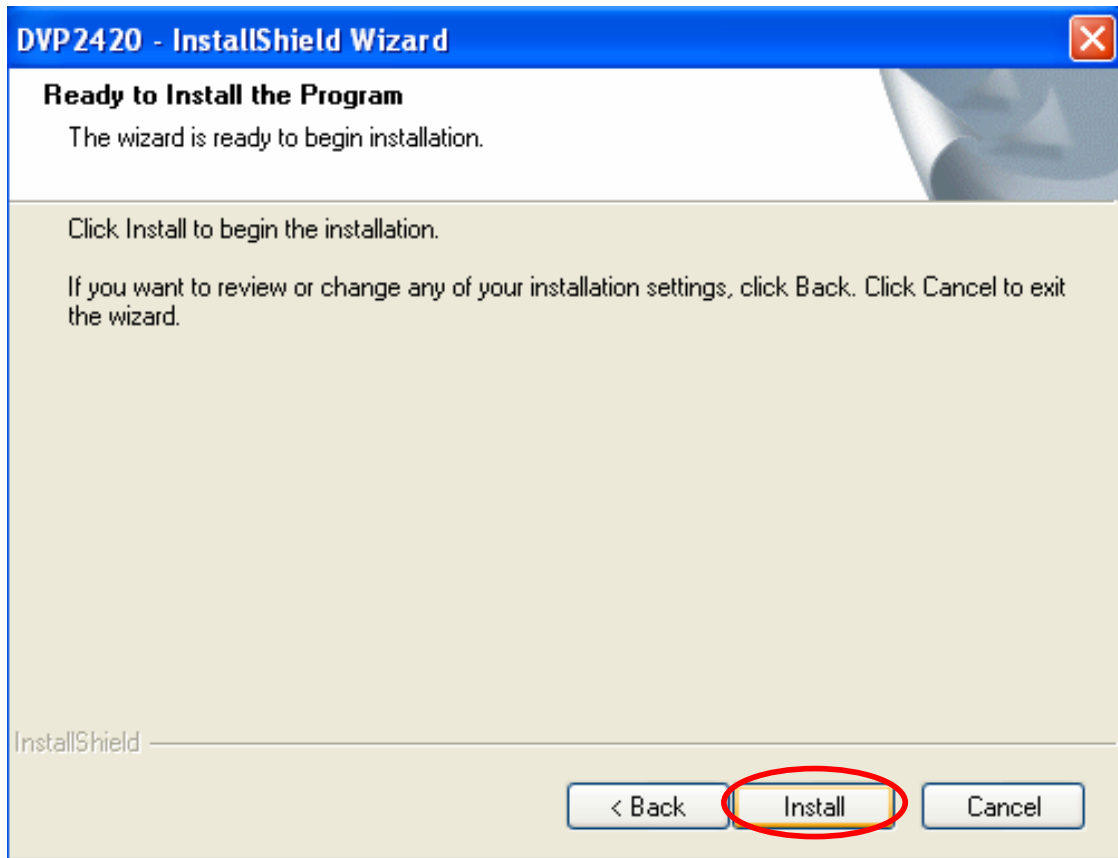 DVP2420 - InstallShield Wizard
Ready to Install the Program
The wizard is ready to begin installation.
Click Install to begin the installation.
If you want to review or change any of your installation settings, click Back. Click Cancel to exit
the wizard.
InstallShield
< Back Install Cancel